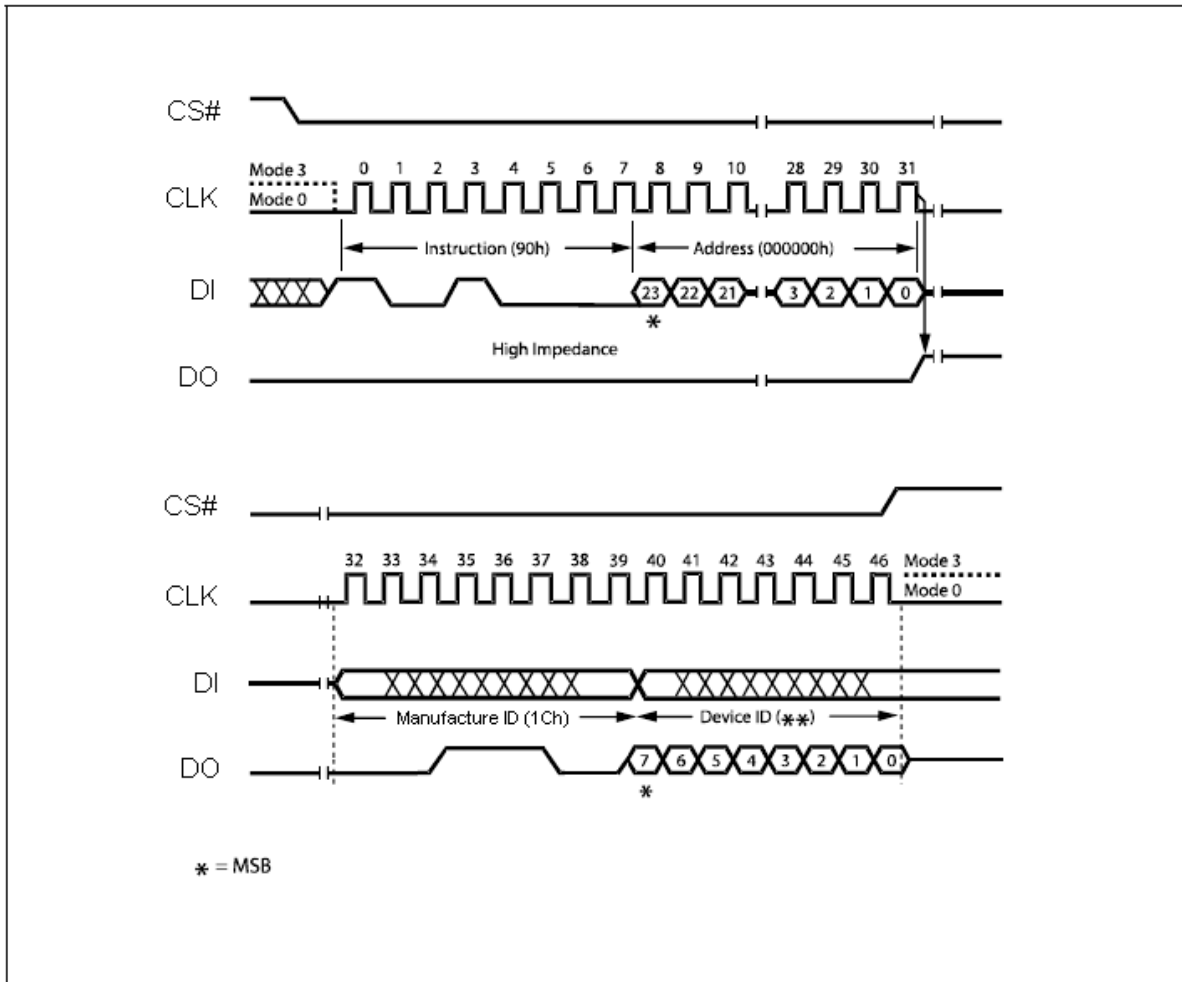 CS#
Mode 3
0 1 2 3 4 5 6 7 8 9 10 28 29 30 31
CLK
Mode 0
Instruction (90h) Address (000000h)
DI
23 22 21 3 2 1 0
*
High Impedance
DO
CS#
32 33 34 35 36 37 38 39 40 41 42 43 44 45 46
Mode 3
CLK
Mode 0
DI
Manufacture ID (1Ch) Device ID (**)
DO
7 6 5 4 3 2 1 0
*
* = MSB